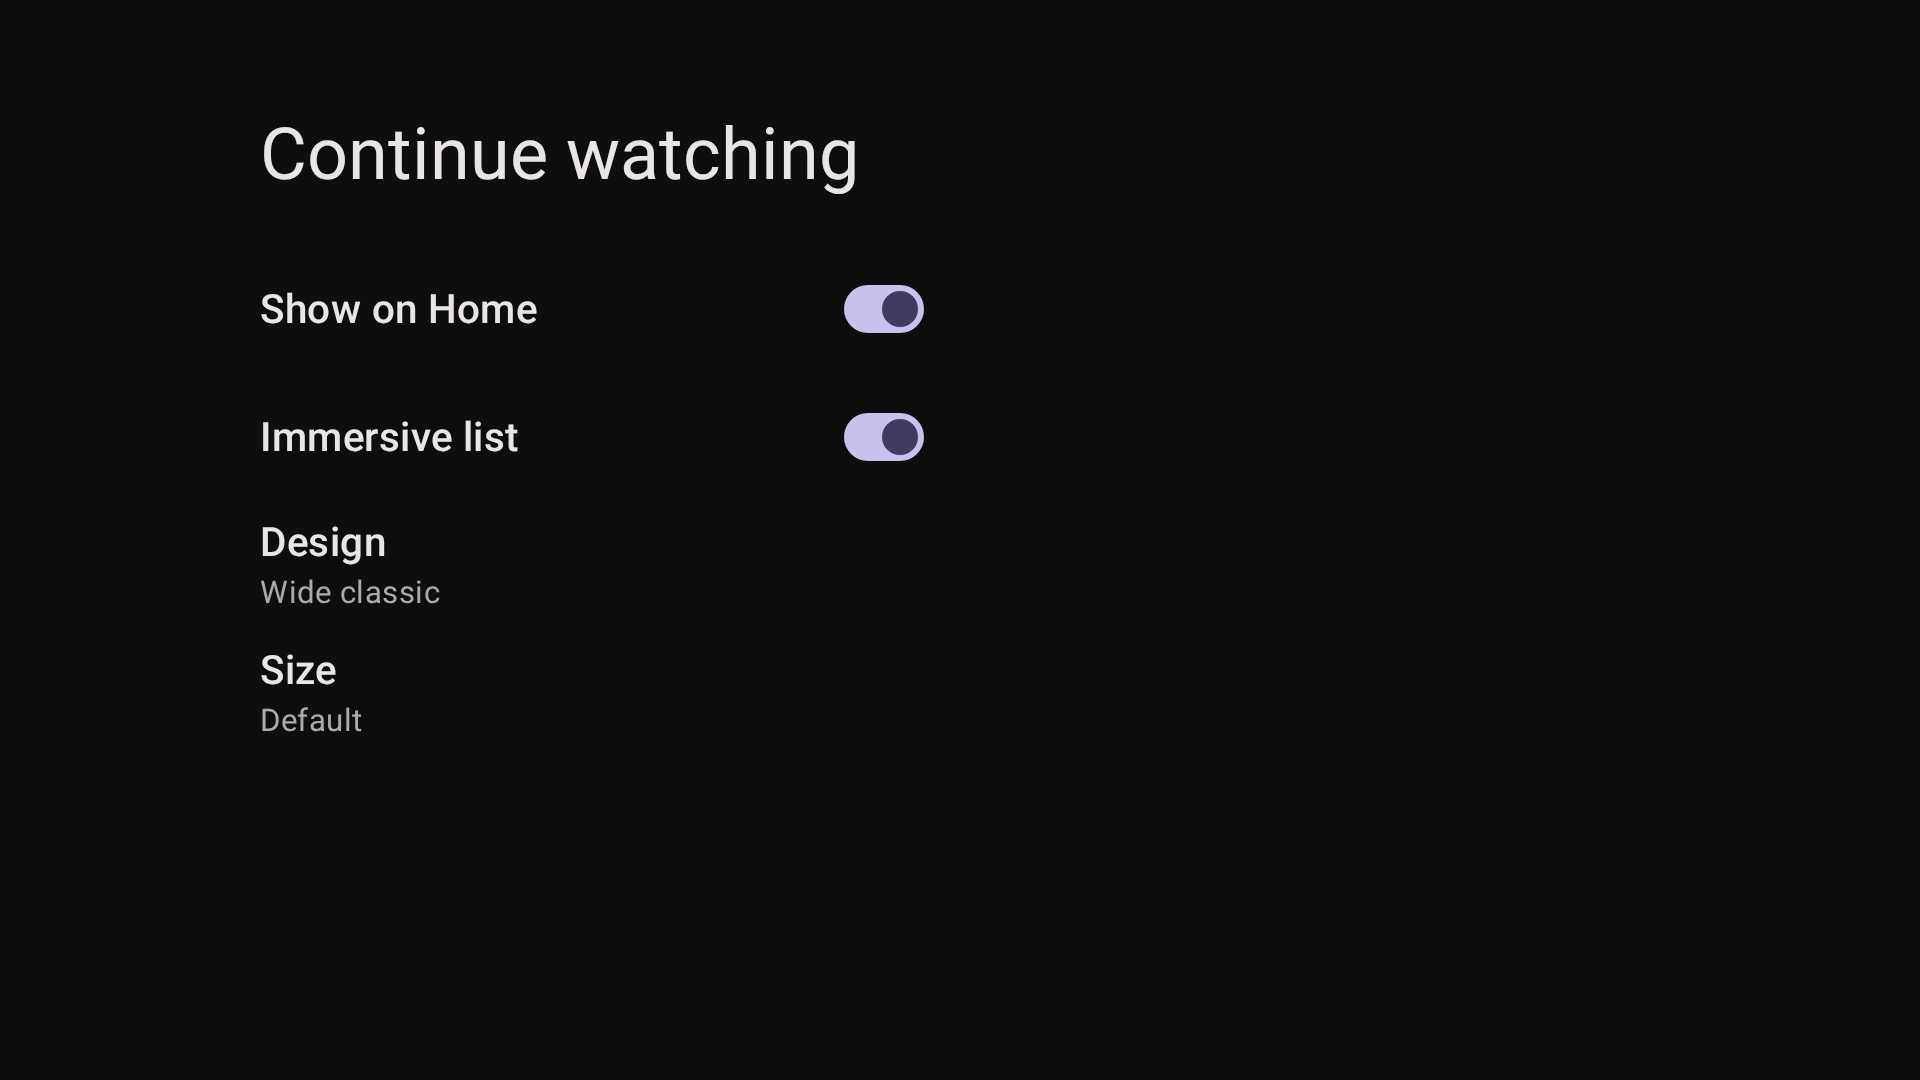 Continue watching
Show on Home
Immersive list
Design
Wide classic
Size
Default